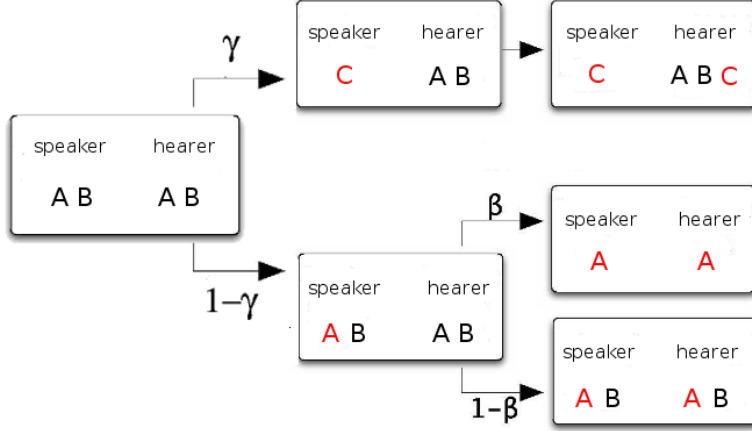 γ
speaker hearer
C A B
speaker hearer
C A B C
speaker hearer
A B A B
1−γ
speaker hearer
A B A B
β
speaker hearer
A A
1−β
speaker hearer
A B A B